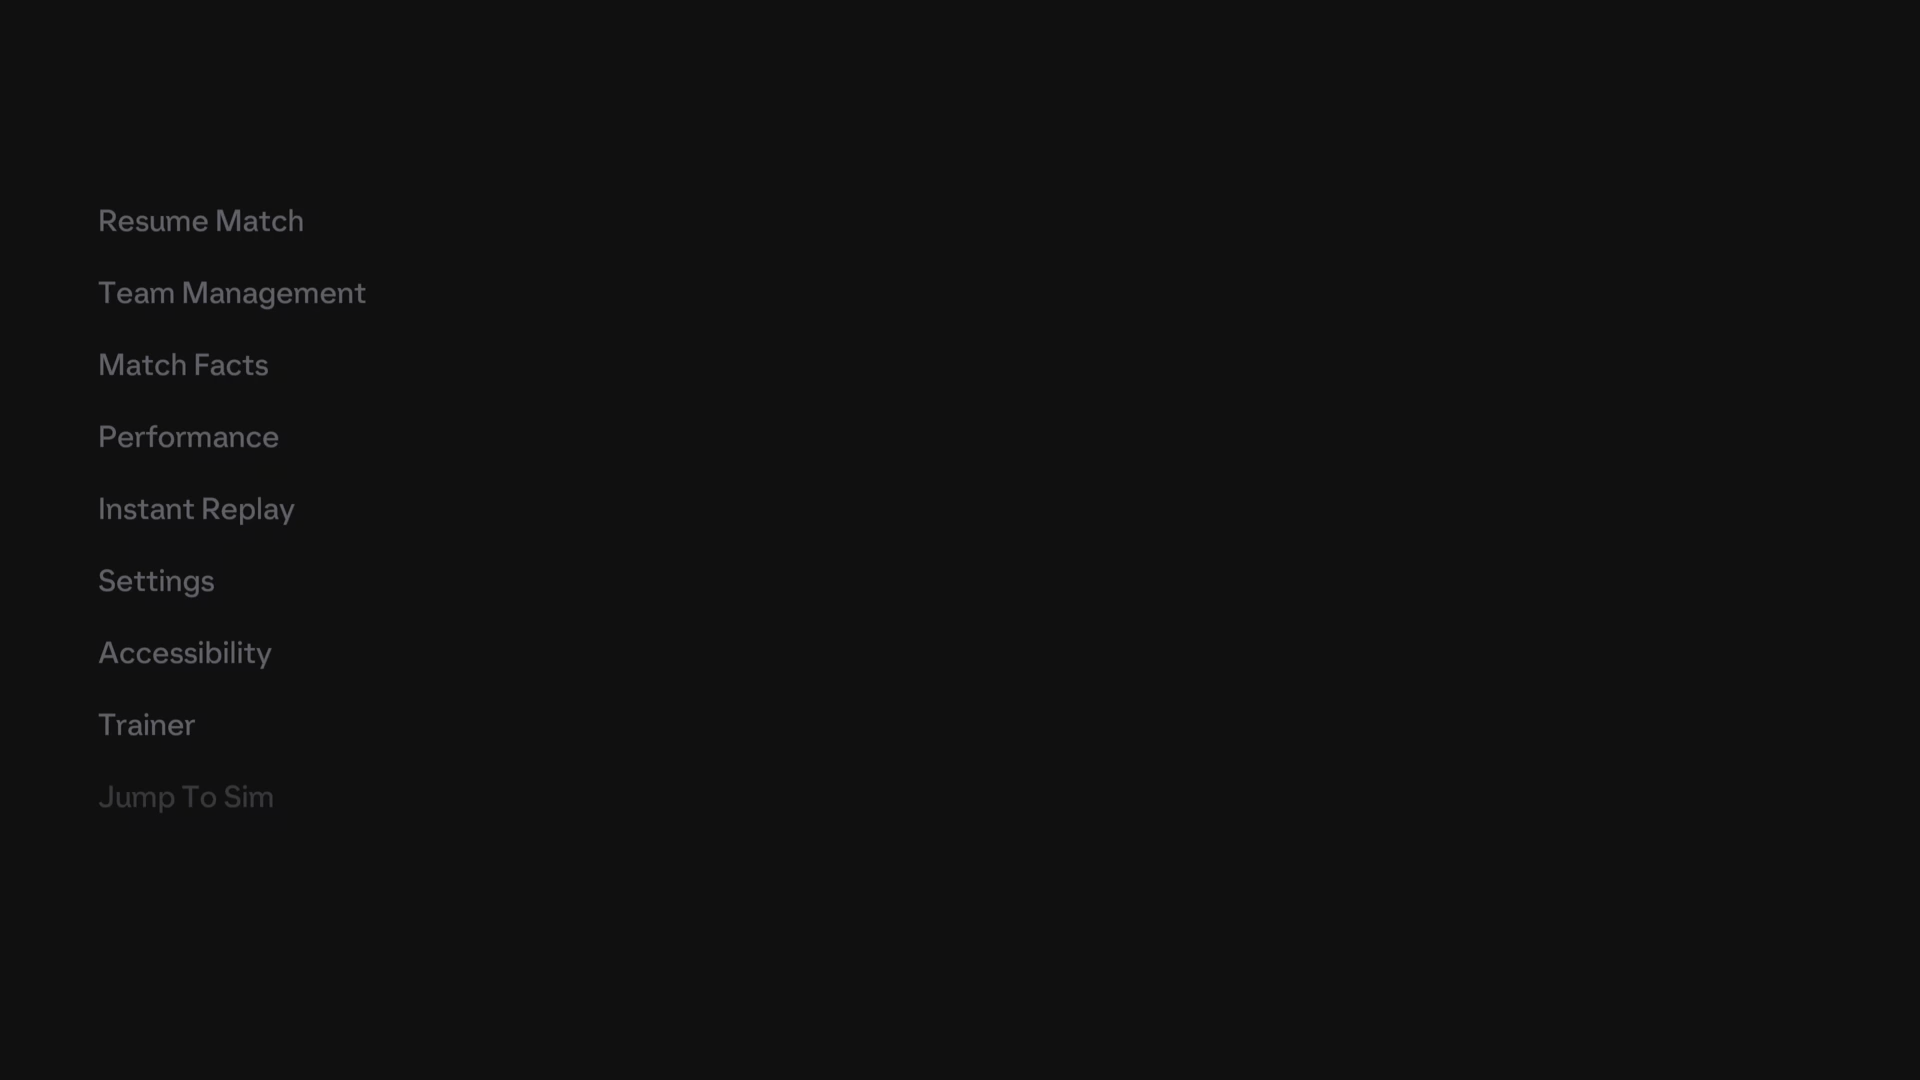 Resume Match
Team Management
Match Facts
Performance
Instant Replay
Settings
Accessibility
Trainer
Jump To Sim